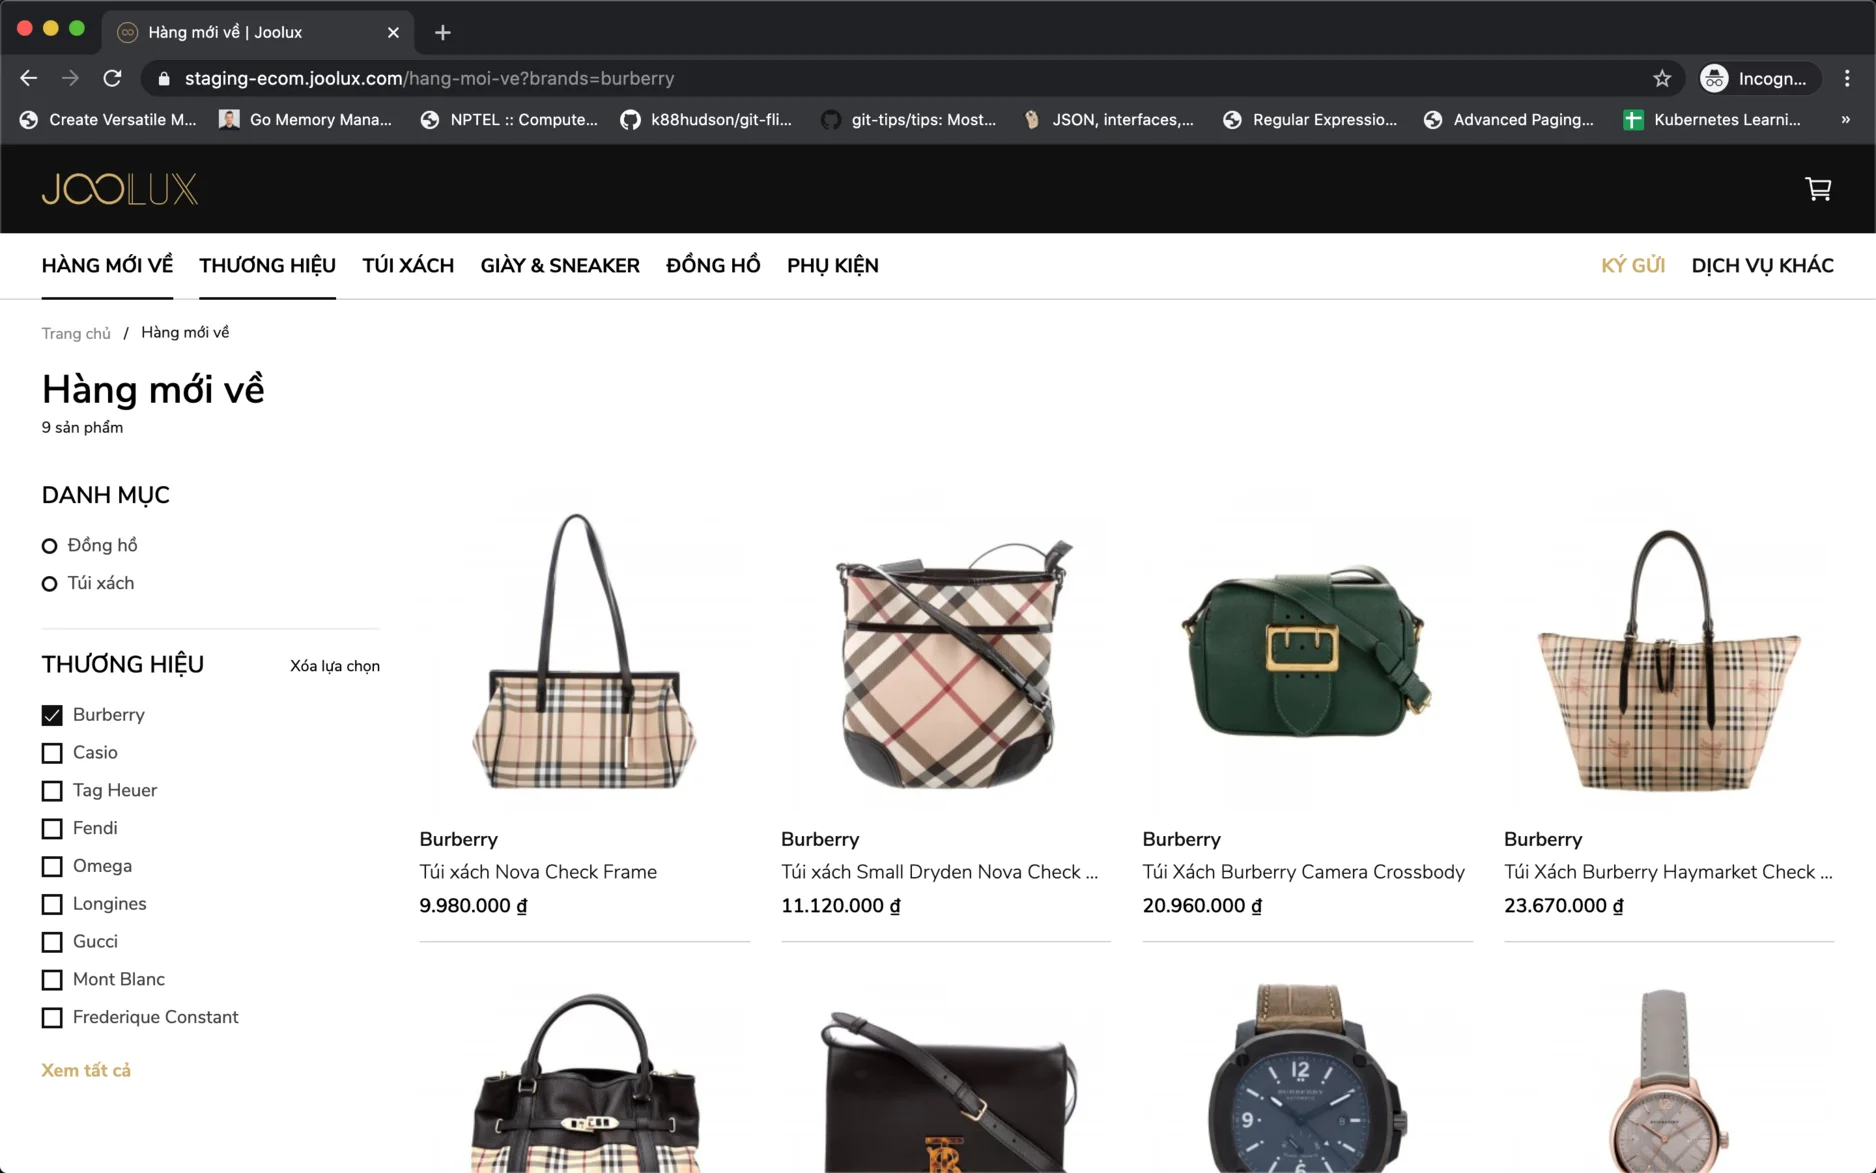 Hàng mới về | Joolux
staging-ecom.joolux.com/hang-moi-ve?brands=burberry
Incogn...
Create Versatile M...
Go Memory Mana...
NPTEL :: Compute...
k88hudson/git-fli...
git-tips/tips: Most...
JSON, interfaces,...
Regular Expressio...
Advanced Paging...
Kubernetes Learni...
»
JOOLUX
HÀNG MỚI VỀ
THƯƠNG HIỆU
TÚI XÁCH
GIÀY & SNEAKER
ĐỒNG HỒ
PHỤ KIỆN
KÝ GỬI
DỊCH VỤ KHÁC
Trang chủ / Hàng mới về
Hàng mới về
9 sản phẩm
DANH MỤC
Đồng hồ
Túi xách
THƯƠNG HIỆU
Xóa lựa chọn
Burberry
Casio
Tag Heuer
Fendi
Omega
Longines
Gucci
Mont Blanc
Frederique Constant
Xem tất cả
Burberry
Túi xách Nova Check Frame
9.980.000 ₫
Burberry
Túi xách Small Dryden Nova Check ...
11.120.000 ₫
Burberry
Túi Xách Burberry Camera Crossbody
20.960.000 ₫
Burberry
Túi Xách Burberry Haymarket Check ...
23.670.000 ₫
12
BURBERRY
AUTOMATIC
9
8
6